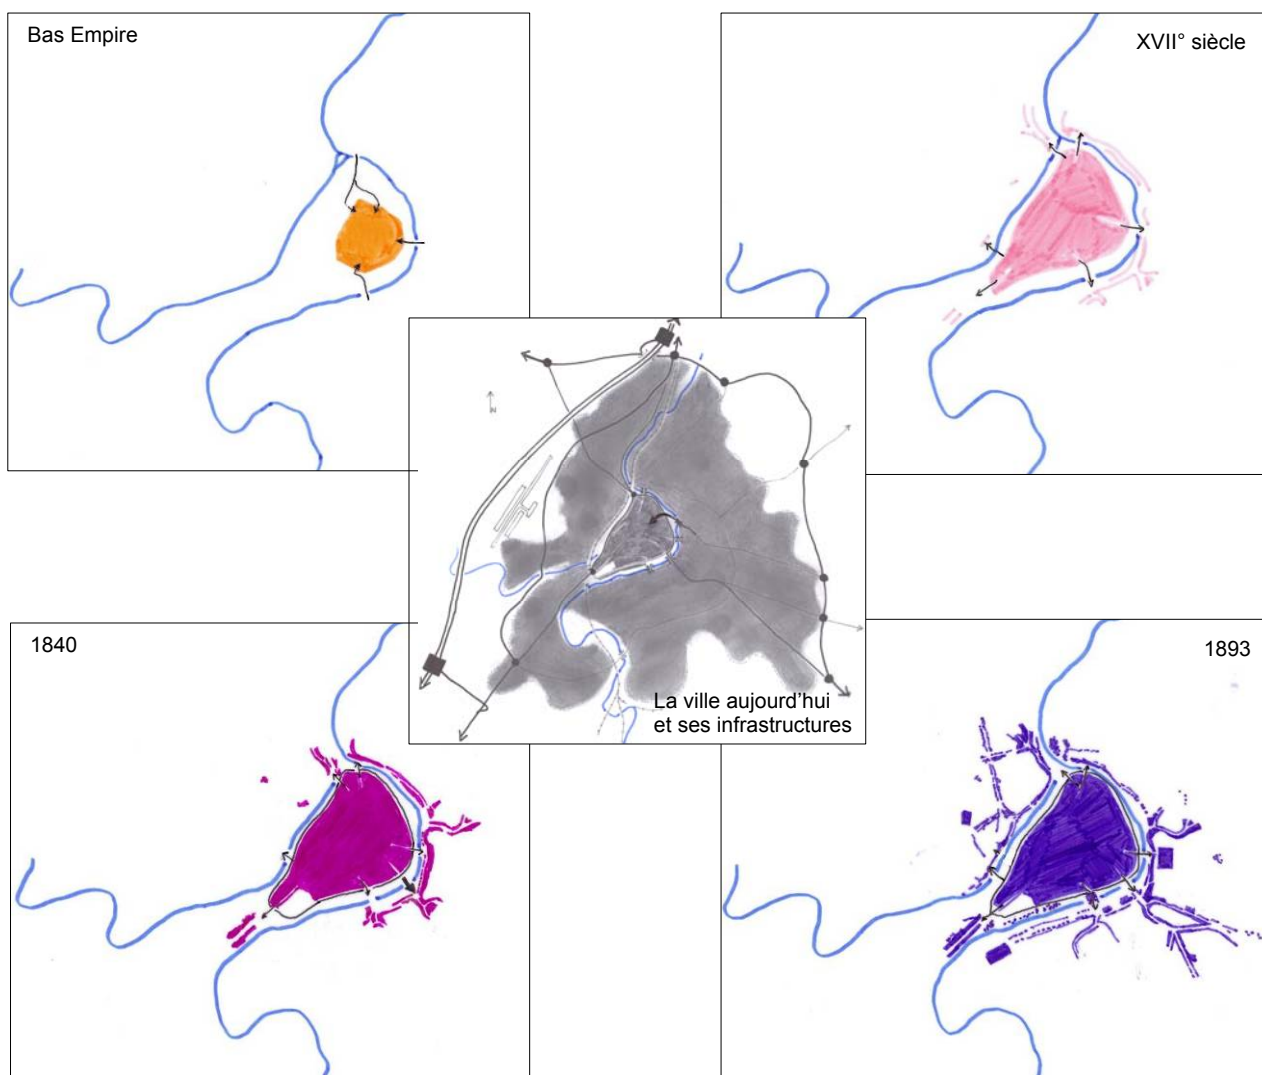 Bas Empire
XVII° siècle
N
La ville aujourd’hui
et ses infrastructures
1840
1893